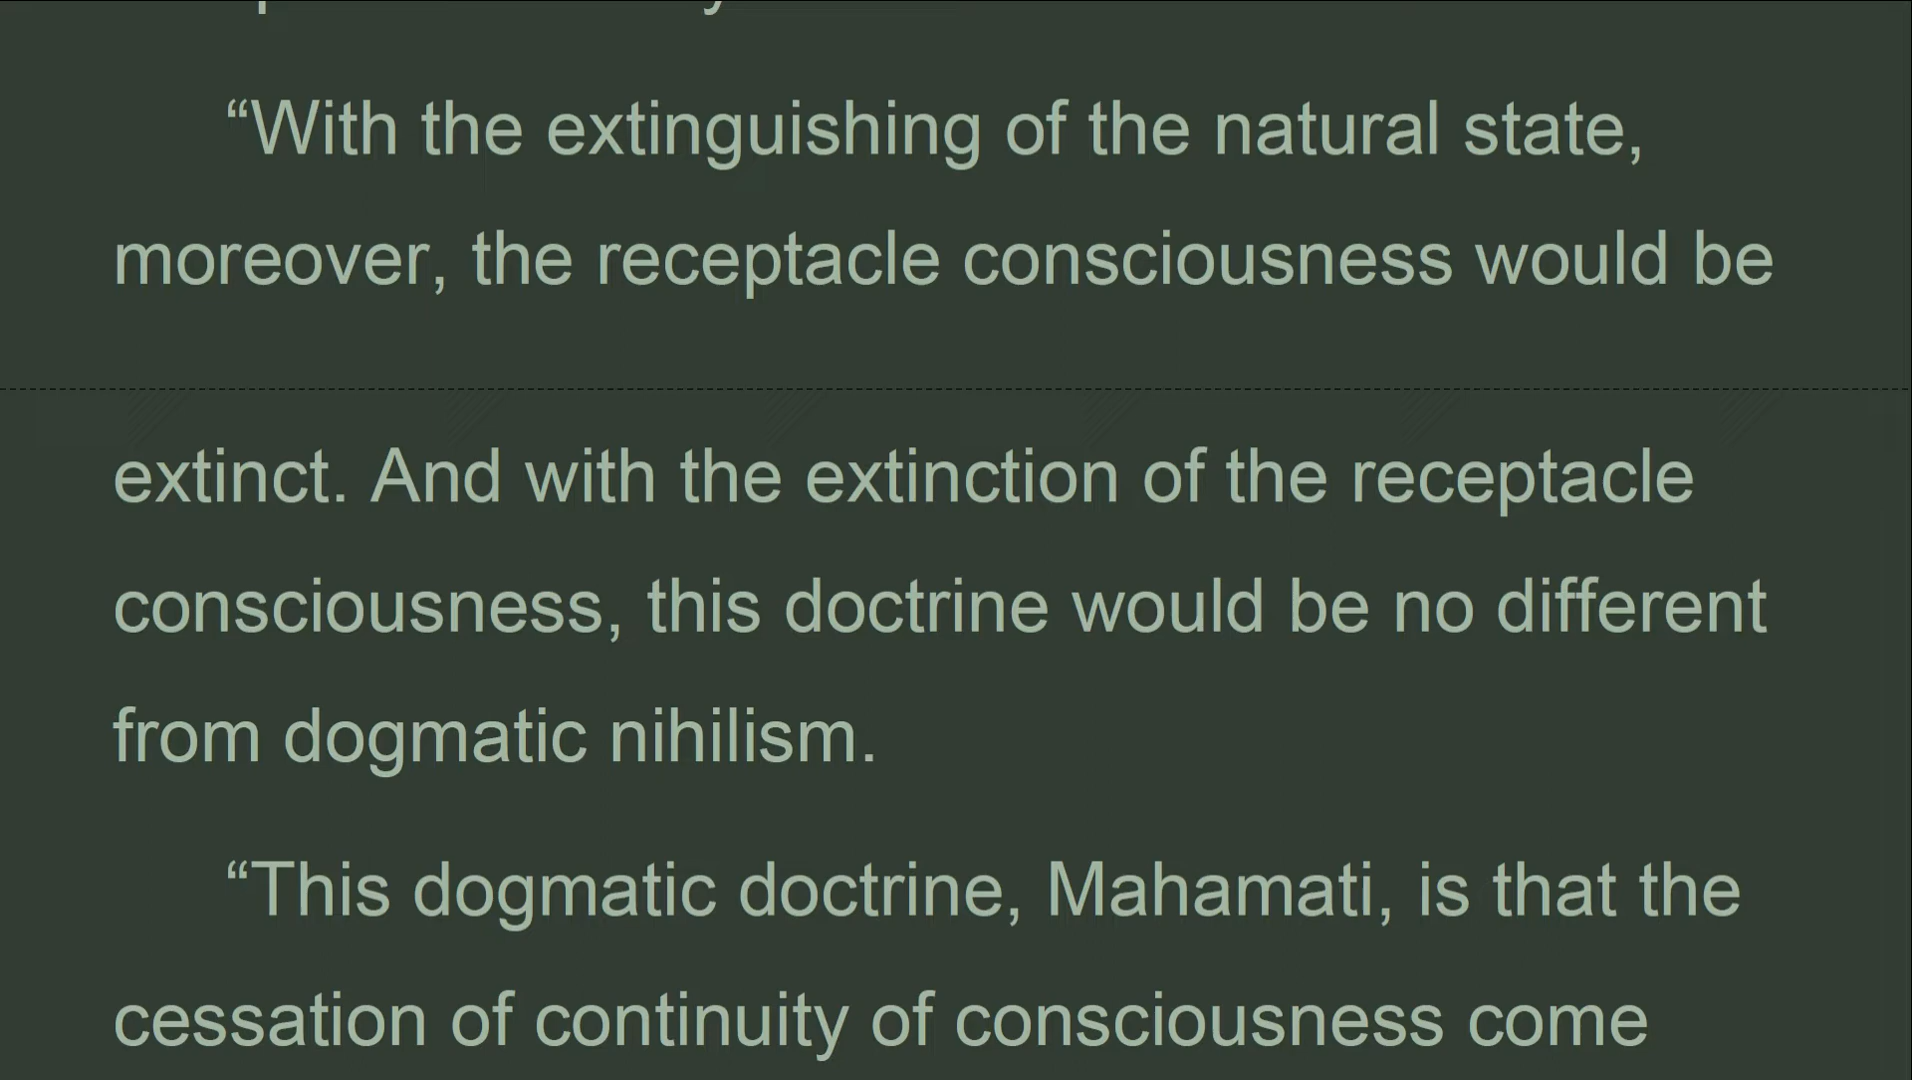 “With the extinguishing of the natural state,
moreover, the receptacle consciousness would be
extinct. And with the extinction of the receptacle
consciousness, this doctrine would be no different
from dogmatic nihilism.
“This dogmatic doctrine, Mahamati, is that the
cessation of continuity of consciousness come